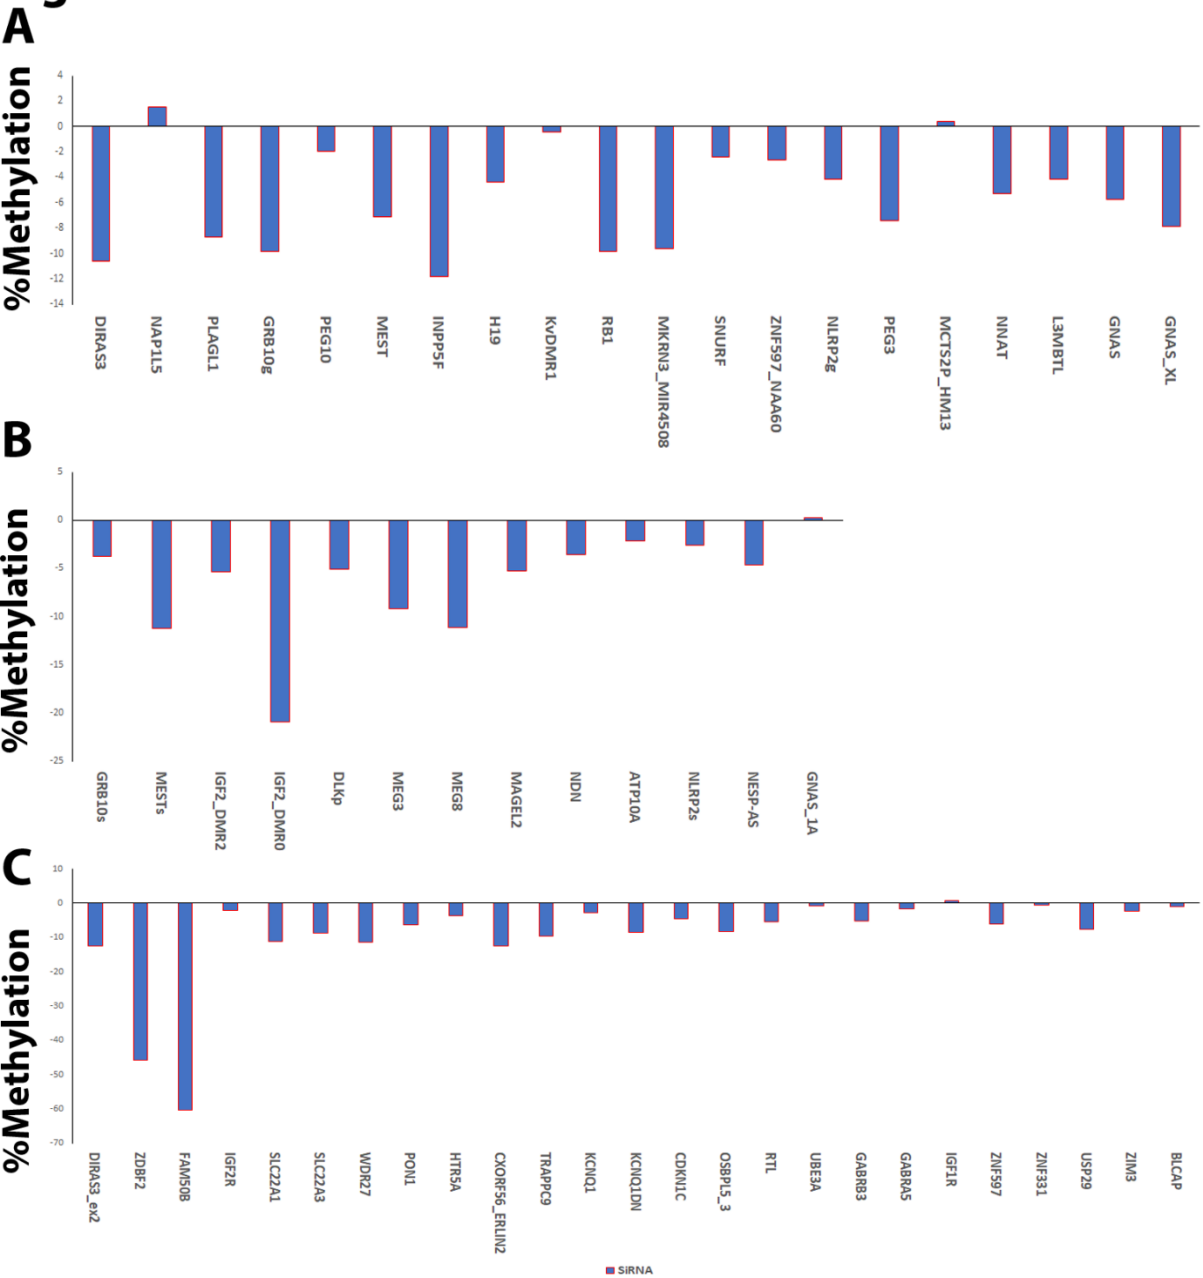 A
%Methylation
4
2
0
-2
-4
-6
-8
-10
-12
-14
DIRAS3
NAP1L5
PLAGL1
GRB10g
PEG10
MEST
INPP5F
H19
KvDMR1
RB1
MKRN3_MIR4508
SNURF
ZNF597_NAA60
NLRP2g
PEG3
MCTS2P_HM13
NNAT
L3MBTL
GNAS
GNAS_XL
B
%Methylation
5
0
-5
-10
-15
-20
-25
GRB10s
MESTs
IGF2_DMR2
IGF2_DMR0
DLKp
MEG3
MEG8
MAGEL2
NDN
ATP10A
NLRP2s
NESP-AS
GNAS_1A
C
%Methylation
10
0
-10
-20
-30
-40
-50
-60
-70
DIRAS3_ex2
ZDBF2
FAM50B
IGF2R
SLC22A1
SLC22A3
WDR27
PON1
HTR5A
CXORF56_ERLIN2
TRAPPC9
KCNQ1
KCNQ1DN
CDKN1C
OSBPL5_3
RTL
UBE3A
GABRB3
GABRA5
IGF1R
ZNF597
ZNF331
USP29
ZIM3
BLCAP
SiRNA